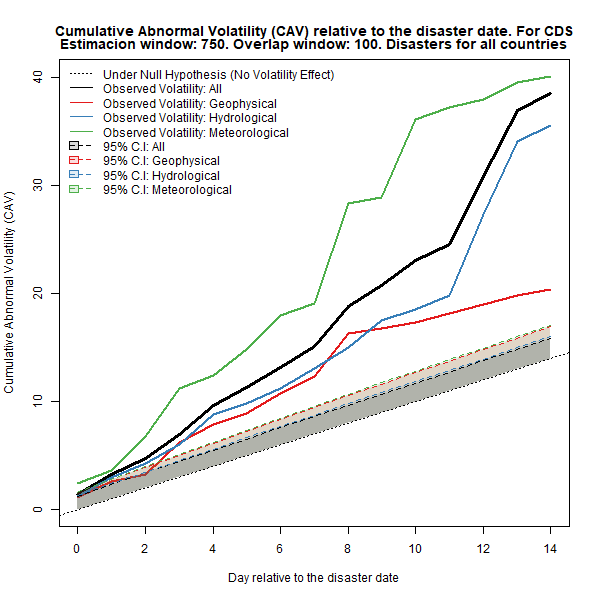 Cumulative Abnormal Volatility (CAV) relative to the disaster date. For CDS
Estimacion window: 750. Overlap window: 100. Disasters for all countries
Under Null Hypothesis (No Volatility Effect)
Observed Volatility: All
Observed Volatility: Geophysical
Observed Volatility: Hydrological
Observed Volatility: Meteorological
95% C.I: All
95% C.I: Geophysical
95% C.I: Hydrological
95% C.I: Meteorological
Cumulative Abnormal Volatility (CAV)
40
30
20
10
0
0 2 4 6 8 10 12 14
Day relative to the disaster date